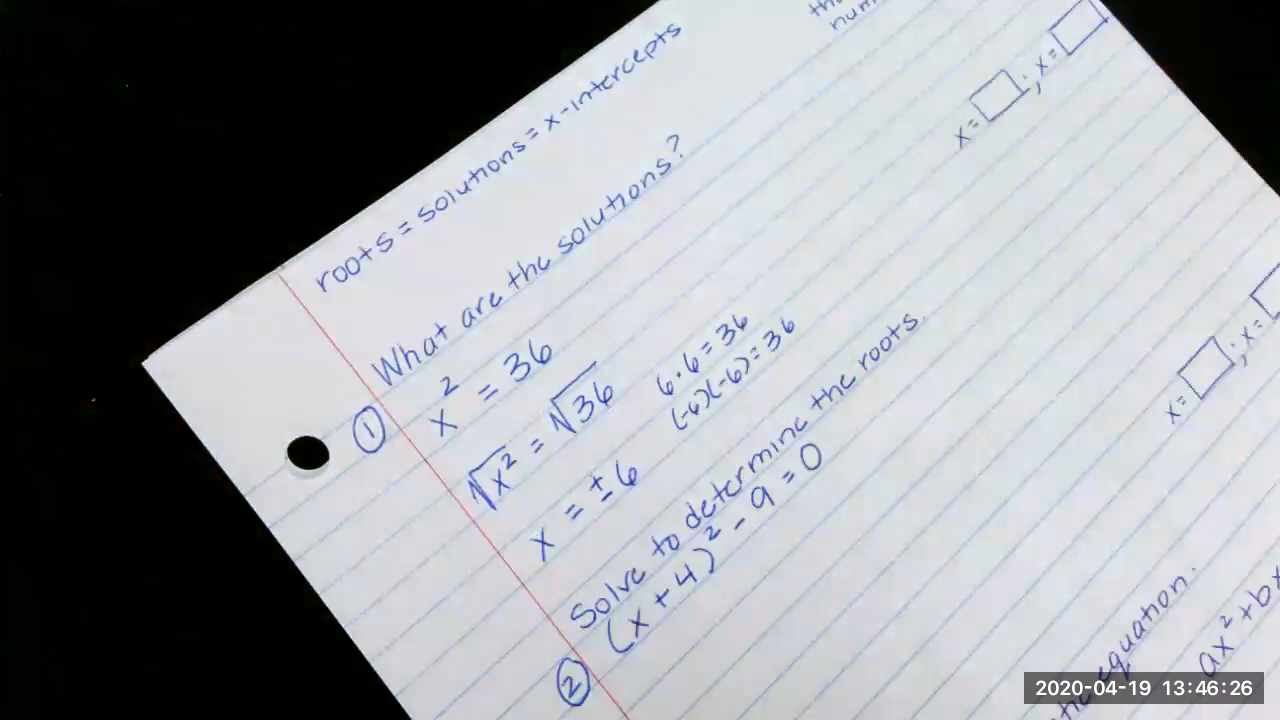 roots = solutions = x-intercepts
① What are the solutions?
x² = 36
√x² = √36
6·6 = 36
(-6)(-6) = 36
x = ±6
x = □ ; x = □
② Solve to determine the roots.
(x + 4)² - 9 = 0
x = □ ; x =
equation.
ax² + bx
2020-04-19 13:46:26